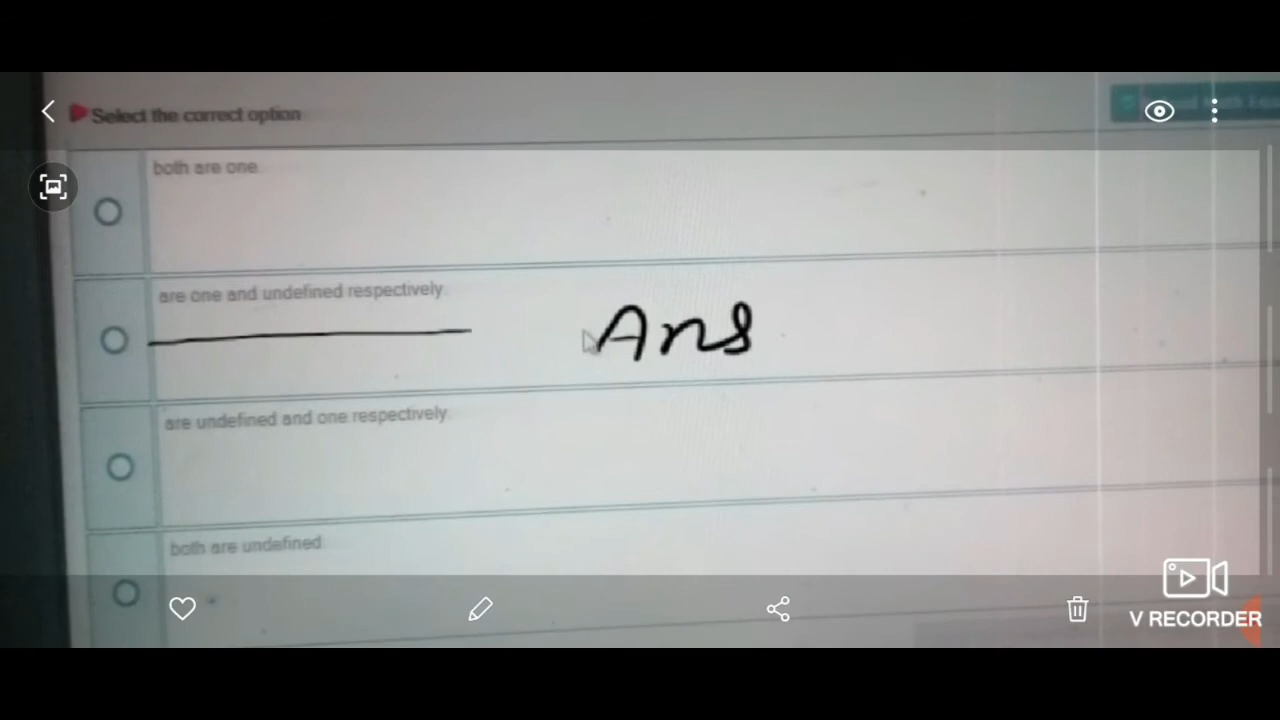 Select the correct option
both are one.
are one and undefined respectively.
Ans
are undefined and one respectively.
both are undefined.
V RECORDER